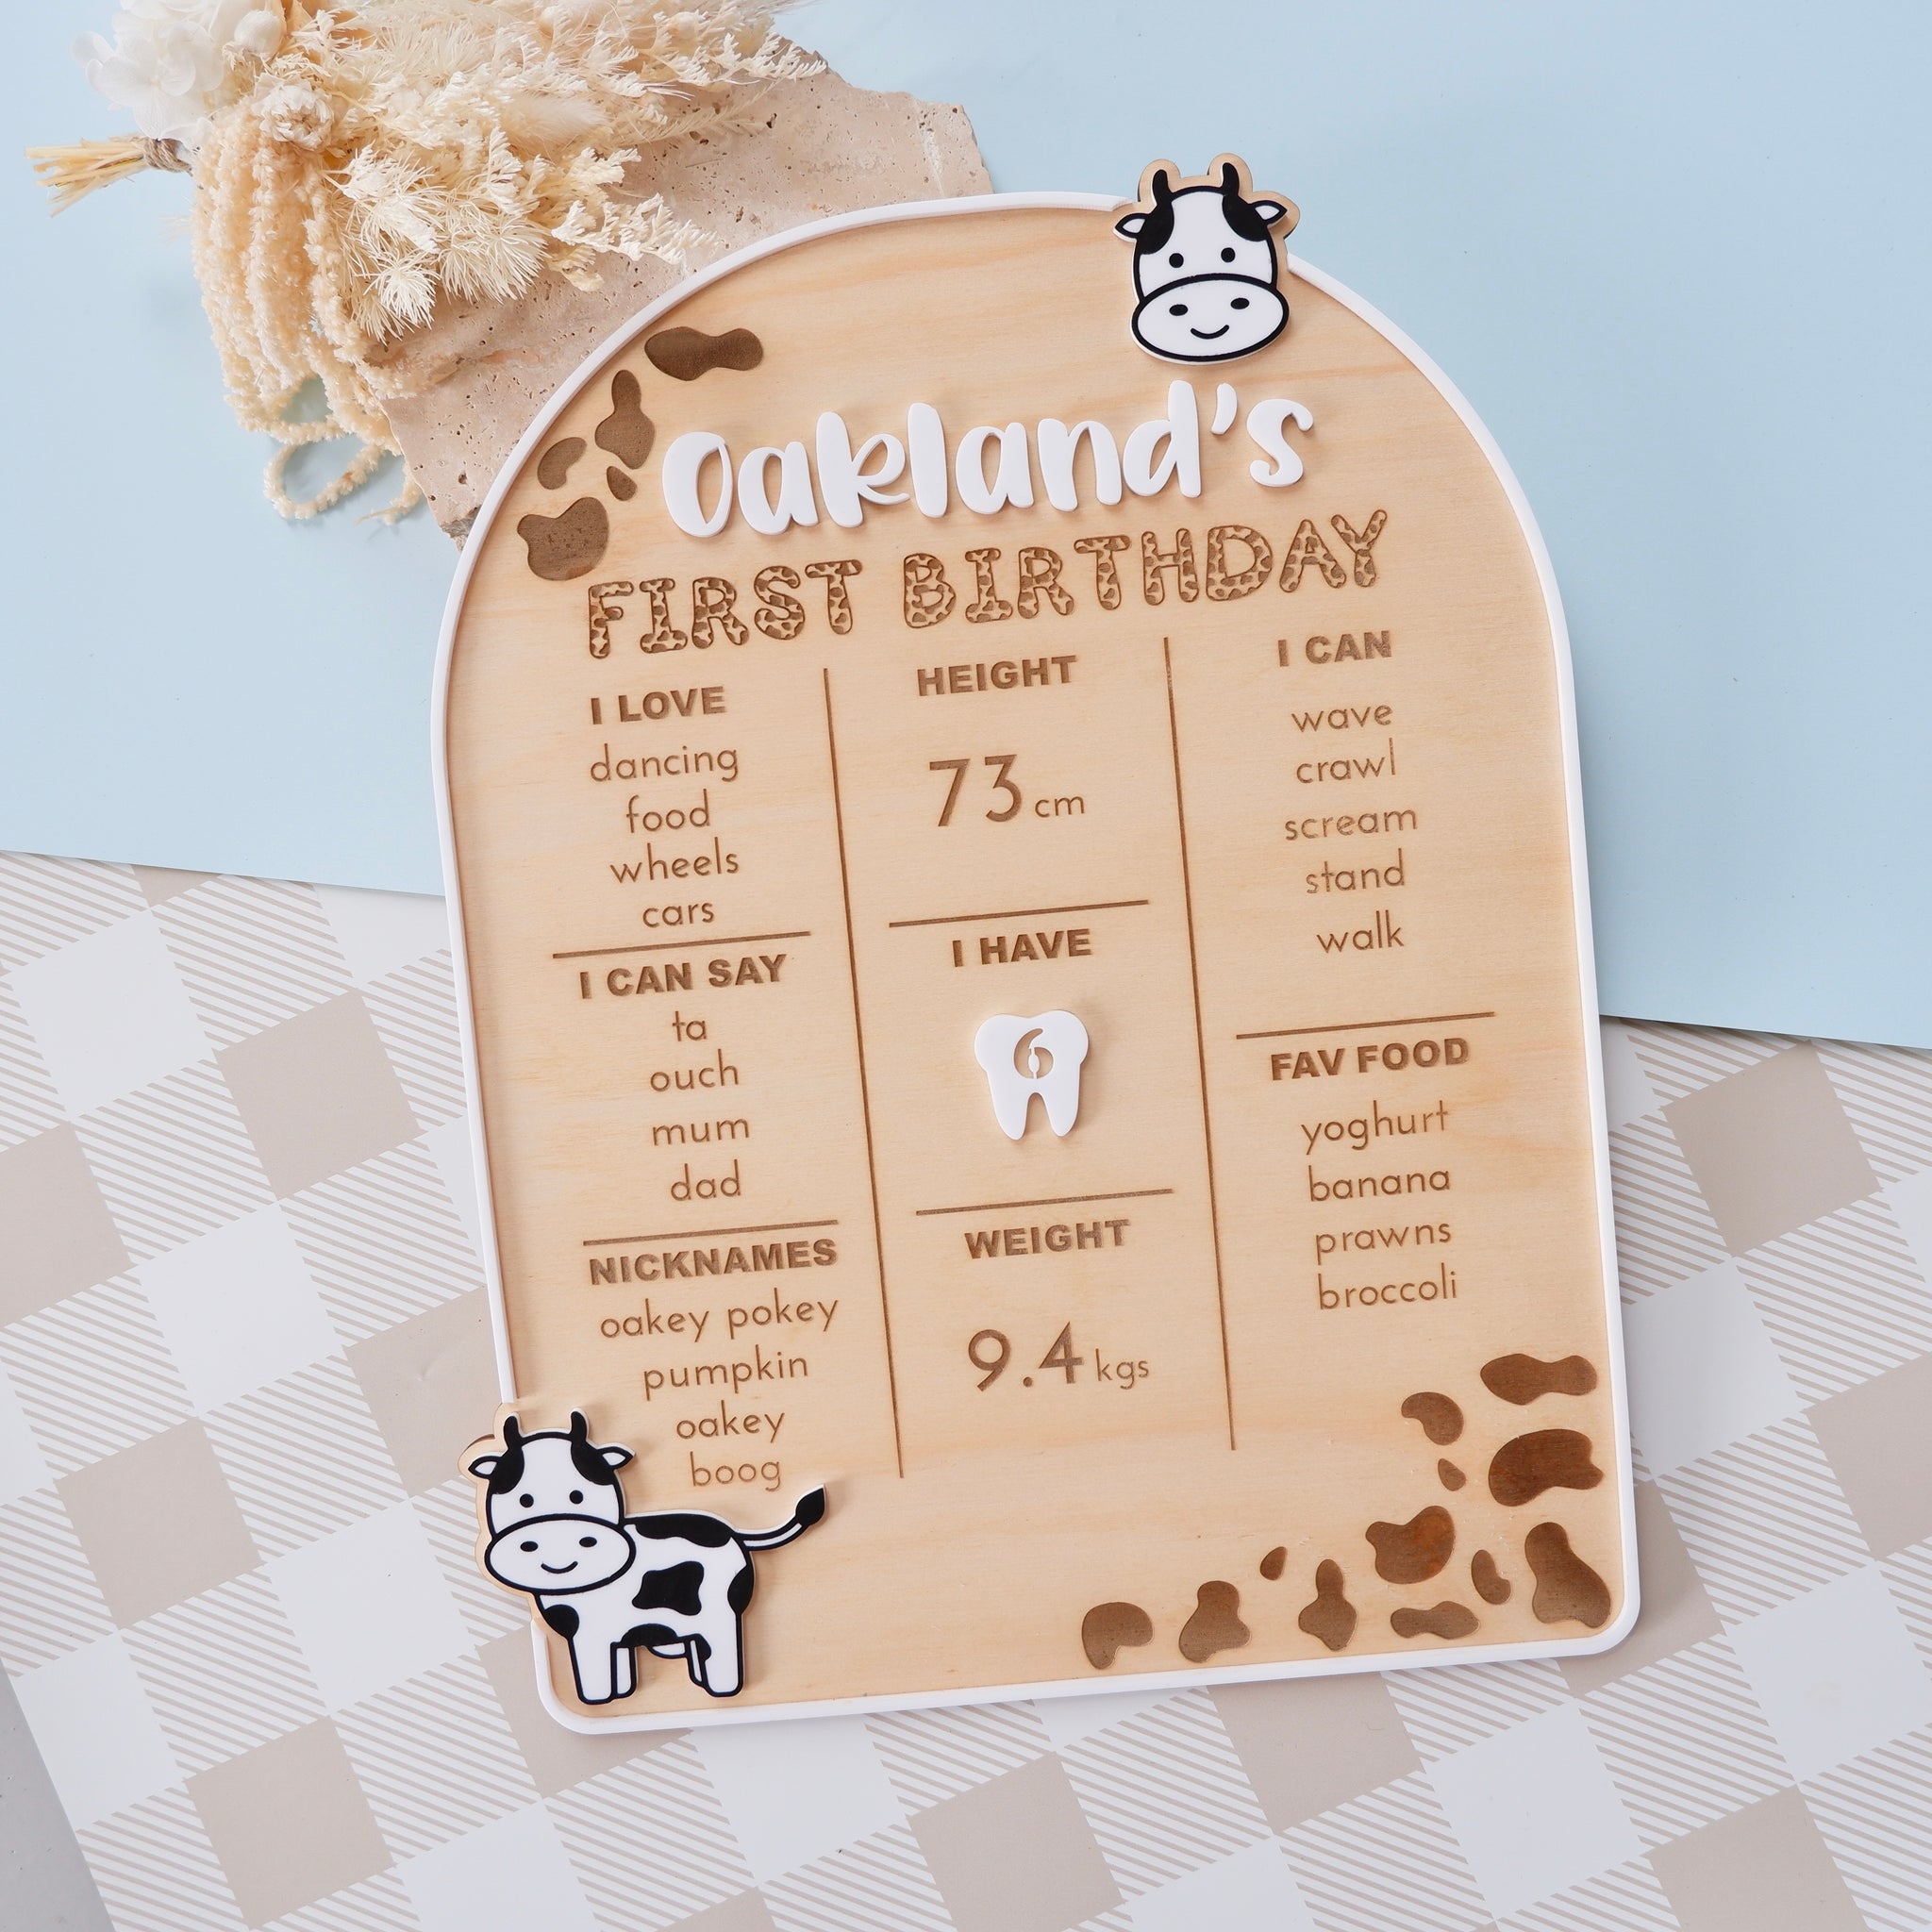 Oakland's
FIRST BIRTHDAY
I LOVE
dancing
food
wheels
cars
I CAN SAY
ta
ouch
mum
dad
NICKNAMES
oakey pokey
pumpkin
oakey
boog
HEIGHT
73 cm
I HAVE
6
WEIGHT
9.4 kgs
I CAN
wave
crawl
scream
stand
walk
FAV FOOD
yoghurt
banana
prawns
broccoli